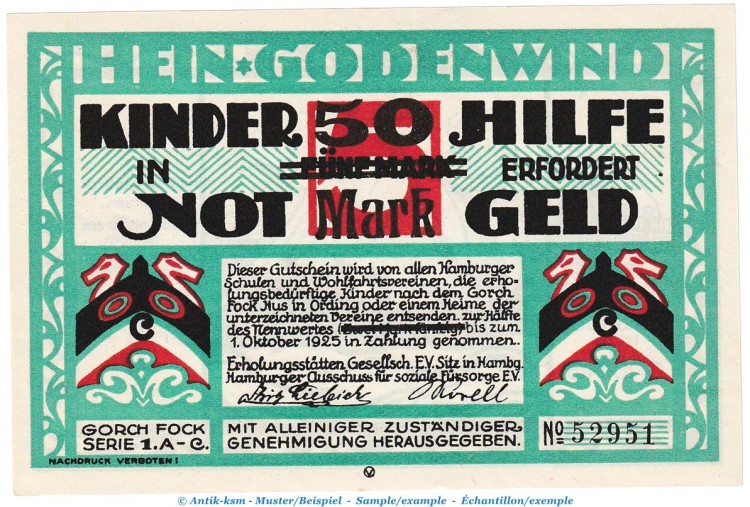 HEIN * GODENWIND
KINDER 50 HILFE
IN FÜNF MARK ERFORDERT.
NOT Mark GELD
Dieser Gutschein wird von allen Hamburger
Schulen und Wohlfahrtsvereinen, die erho-
lungsbedürftige Kinder nach dem Gorch
Fock Hus in Ording oder einem Heime der
unterzeichneten Vereine entsenden. zur Hälfte
des Nennwertes (Zwei Mark fünfzig) bis zum
1. Oktober 1925 in Zahlung genommen.
Erholungsstätten Gesellsch. E.V. Sitz in Hambg.
Hamburger Ausschuss für soziale Fürsorge E.V.
GORCH FOCK
SERIE 1. A-C.
MIT ALLEINIGER ZUSTÄNDIGER
GENEHMIGUNG HERAUSGEGEBEN.
No 52951
NACHDRUCK VERBOTEN!
© Antik-ksm - Muster/Beispiel - Sample/example - Échantillon/exemple